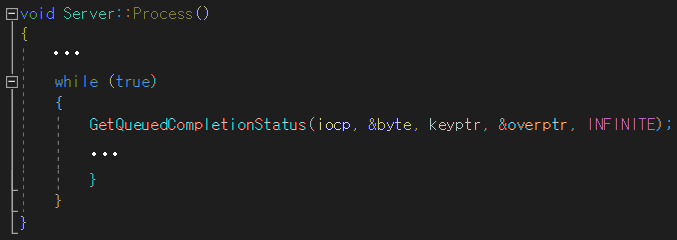 void Server::Process()
{
...
while (true)
{
GetQueuedCompletionStatus(iocp, &byte, keyptr, &overptr, INFINITE);
...
}
}
}